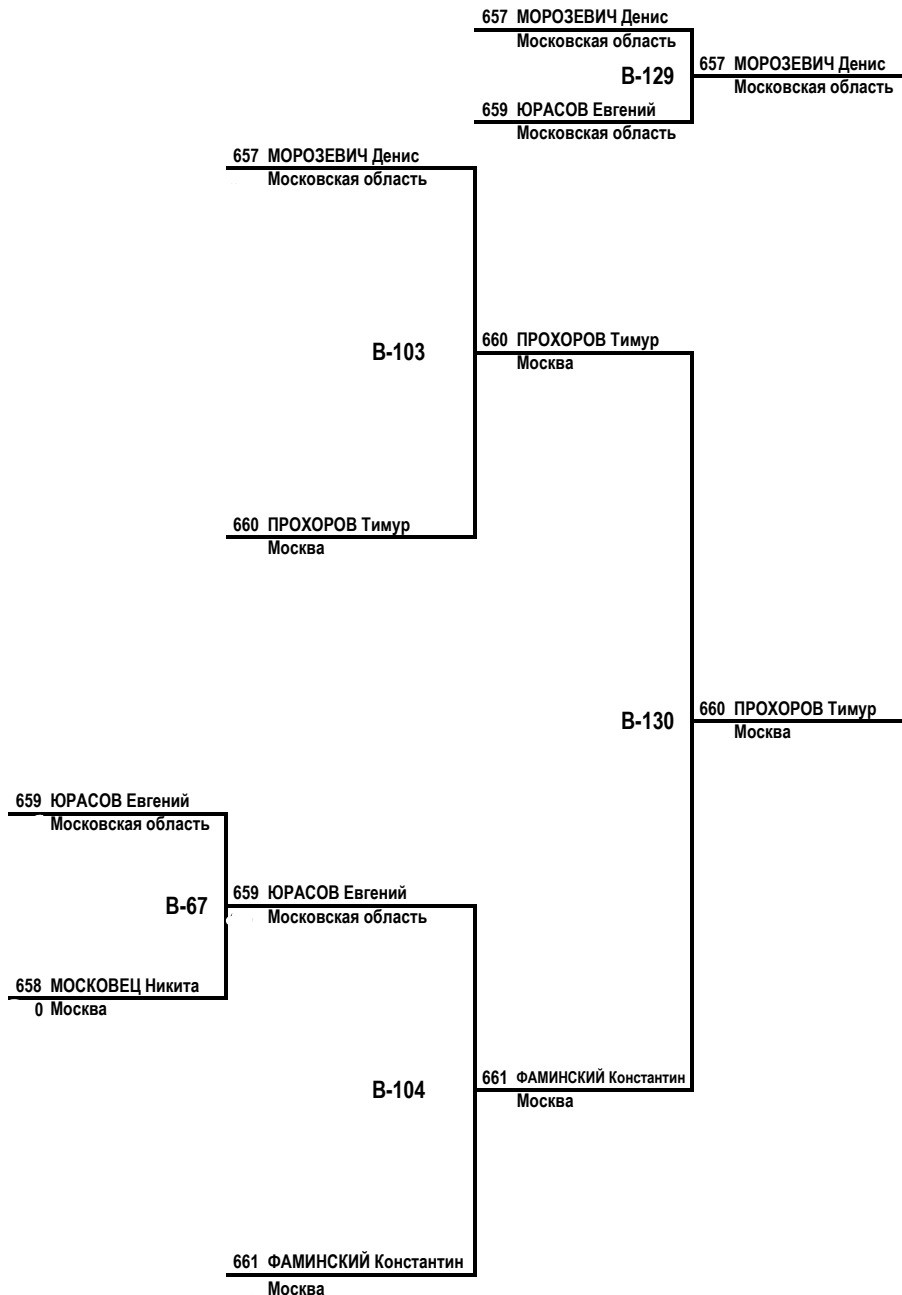 657 МОРОЗЕВИЧ Денис
Московская область
B-129
657 МОРОЗЕВИЧ Денис
Московская область
659 ЮРАСОВ Евгений
Московская область
657 МОРОЗЕВИЧ Денис
Московская область
B-103
660 ПРОХОРОВ Тимур
Москва
660 ПРОХОРОВ Тимур
Москва
B-130
660 ПРОХОРОВ Тимур
Москва
659 ЮРАСОВ Евгений
Московская область
B-67
659 ЮРАСОВ Евгений
Московская область
658 МОСКОВЕЦ Никита
0 Москва
B-104
661 ФАМИНСКИЙ Константин
Москва
661 ФАМИНСКИЙ Константин
Москва